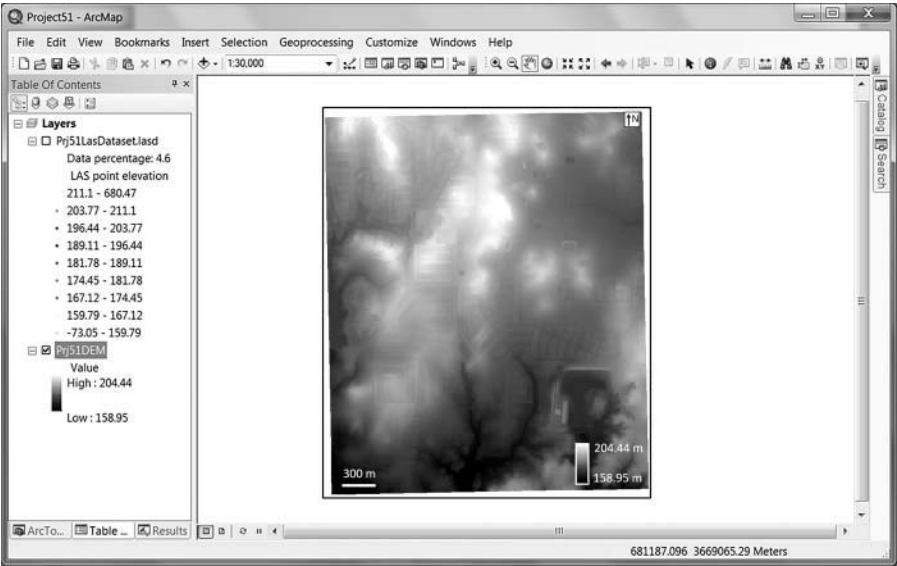 Project51 - ArcMap
File Edit View Bookmarks Insert Selection Geoprocessing Customize Windows Help
1:30,000
Table Of Contents
Layers
Prj51LasDataset.lasd
Data percentage: 4.6
LAS point elevation
211.1 - 680.47
203.77 - 211.1
196.44 - 203.77
189.11 - 196.44
181.78 - 189.11
174.45 - 181.78
167.12 - 174.45
159.79 - 167.12
-73.05 - 159.79
Prj51DEM
Value
High : 204.44
Low : 158.95
N
204.44 m
158.95 m
300 m
Catalog
Search
ArcTo... Table ... Results
681187.096 3669065.29 Meters